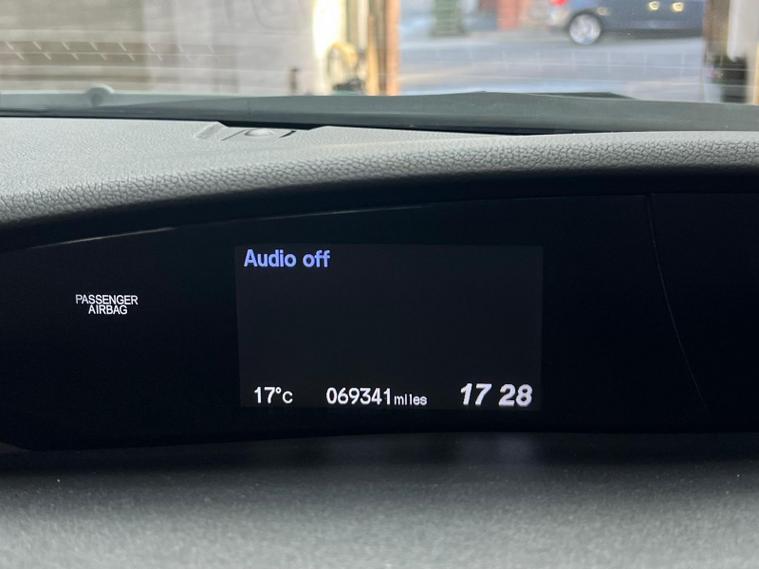 Audio off
PASSENGER
AIRBAG
17°C 069341miles 17 28